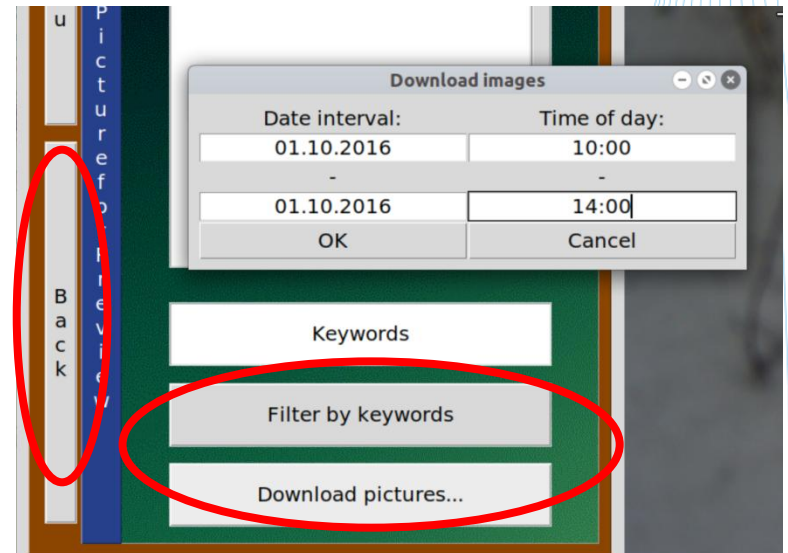 u
Picture for Preview
Back
Download images
Date interval:
Time of day:
01.10.2016
10:00
-
-
01.10.2016
14:00
OK
Cancel
Keywords
Filter by keywords
Download pictures...